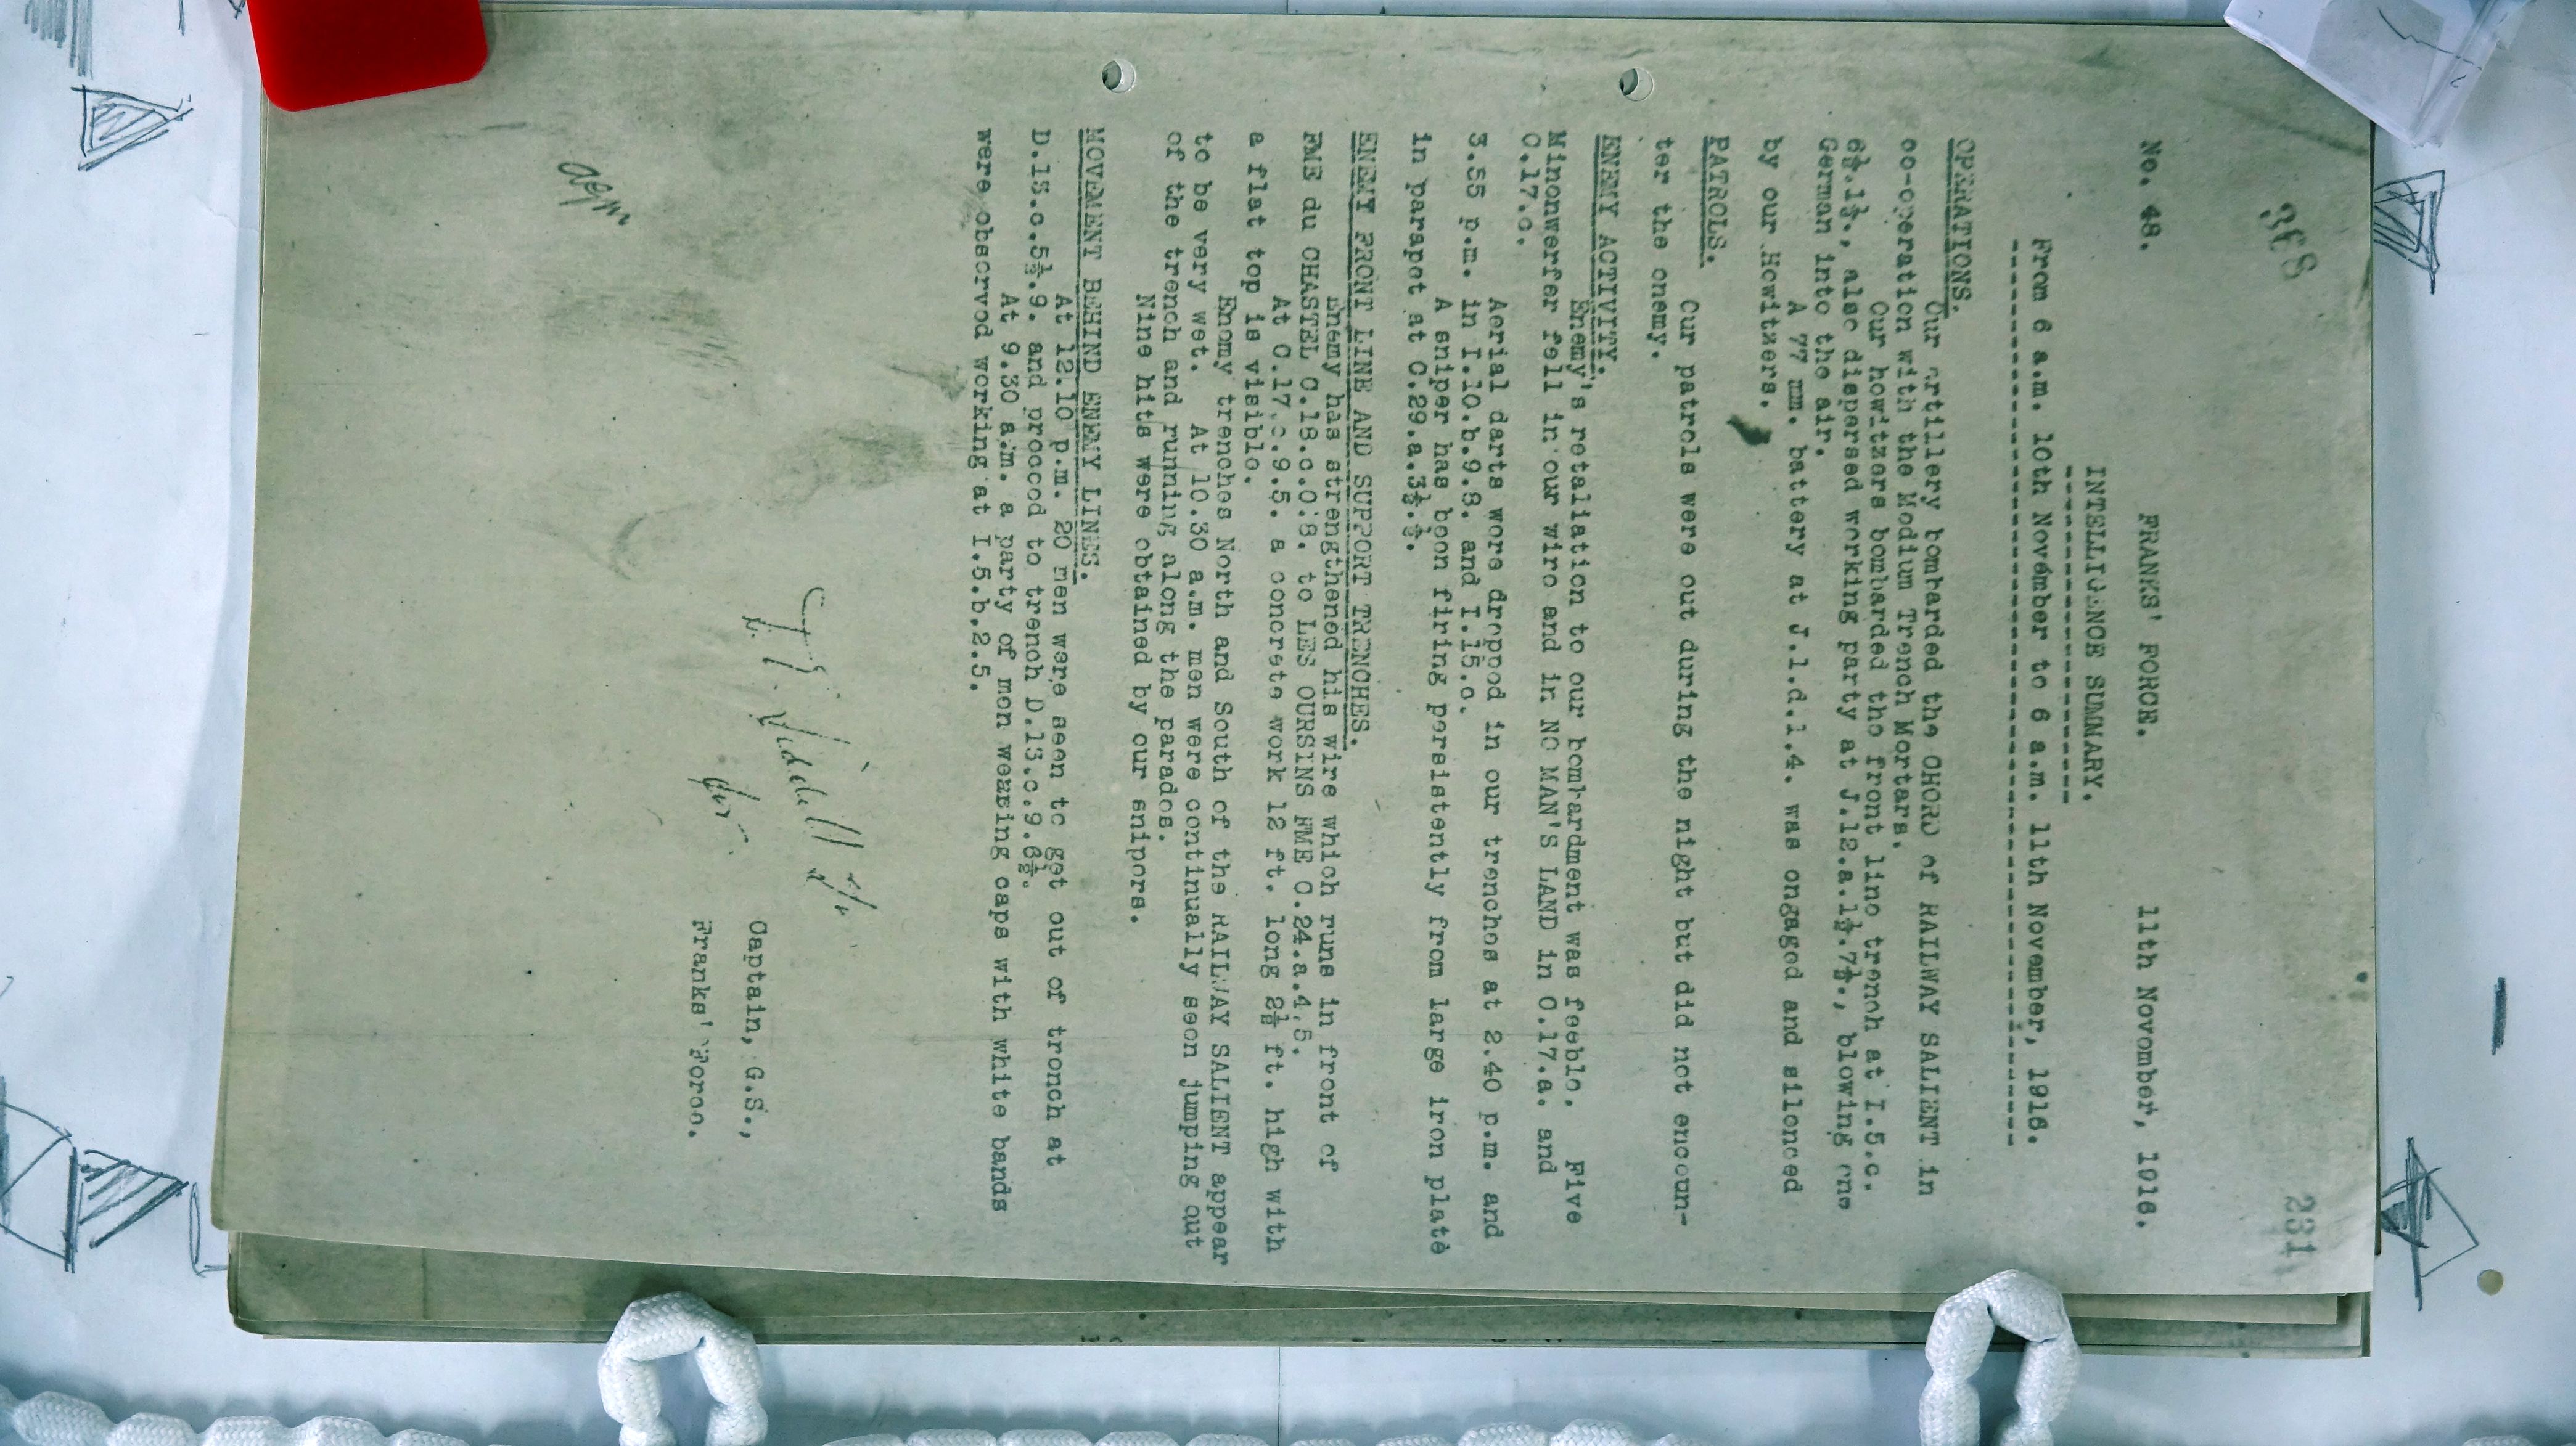 368
231
No. 48. FRANKS' FORCE. 11th November, 1916.
INTELLIGENCE SUMMARY.
From 6 a.m. 10th November to 6 a.m. 11th November, 1916.
OPERATIONS.
Our artillery bombarded the CHORD of RAILWAY SALIENT in
co-operation with the Medium Trench Mortars.
Our howitzers bombarded the front line trench at I.5.c.
6½.1½., also dispersed working party at J.12.a.1½.7½., blowing one
German into the air.
A 77 mm. battery at J.1.d.1.4. was engaged and silenced
by our Howitzers.
PATROLS.
Our patrols were out during the night but did not encoun-
ter the enemy.
ENEMY ACTIVITY.
Enemy's retaliation to our bombardment was feeble. Five
Minenwerfer fell in our wire and in NO MAN'S LAND in C.17.a. and
C.17.c.
Aerial darts were dropped in our trenches at 2.40 p.m. and
3.55 p.m. in I.10.b.9.8. and I.15.c.
A sniper has been firing persistently from large iron plate
in parapet at C.29.a.3½.½.
ENEMY FRONT LINE AND SUPPORT TRENCHES.
Enemy has strengthened his wire which runs in front of
FME du CHASTEL C.18.c.0.8. to LES OURSINS FME C.24.a.4.5.
At C.17.c.9.5. a concrete work 12 ft. long 2½ ft. high with
a flat top is visible.
Enemy trenches North and South of the RAILWAY SALIENT appear
to be very wet. At 10.30 a.m. men were continually seen jumping out
of the trench and running along the parados.
Nine hits were obtained by our snipers.
MOVEMENT BEHIND ENEMY LINES.
At 12.10 p.m. 20 men were seen to get out of trench at
D.15.c.5½.9. and proceed to trench D.13.c.9.6½.
At 9.30 a.m. a party of men wearing caps with white bands
were observed working at I.5.b.2.5.
for
Captain, G.S.,
Franks' Force.